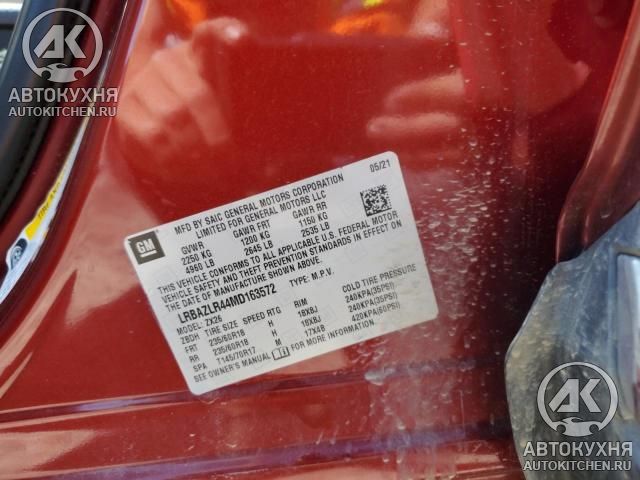 АК
АВТОКУХНЯ
AUTOKITCHEN.RU
MFD BY SAIC GENERAL MOTORS CORPORATION
LIMITED FOR GENERAL MOTORS LLC
05/21
GM
GVWR GAWR FRT GAWR RR
2250 KG 1200 KG 1150 KG
4960 LB 2645 LB 2535 LB
THIS VEHICLE CONFORMS TO ALL APPLICABLE U.S. FEDERAL MOTOR
VEHICLE SAFETY AND THEFT PREVENTION STANDARDS IN EFFECT ON
THE DATE OF MANUFACTURE SHOWN ABOVE.
LRBAZLR44MD163572 TYPE: M.P.V.
MODEL: ZX26
ZBDH TIRE SIZE SPEED RTG RIM COLD TIRE PRESSURE
FRT 235/60R18 H 18X8J 240KPA(35PSI)
RR 235/60R18 H 18X8J 240KPA(35PSI)
SPA T145/70R17 M 17X4B 420KPA(60PSI)
SEE OWNER'S MANUAL FOR MORE INFORMATION.
АК
АВТОКУХНЯ
AUTOKITCHEN.RU